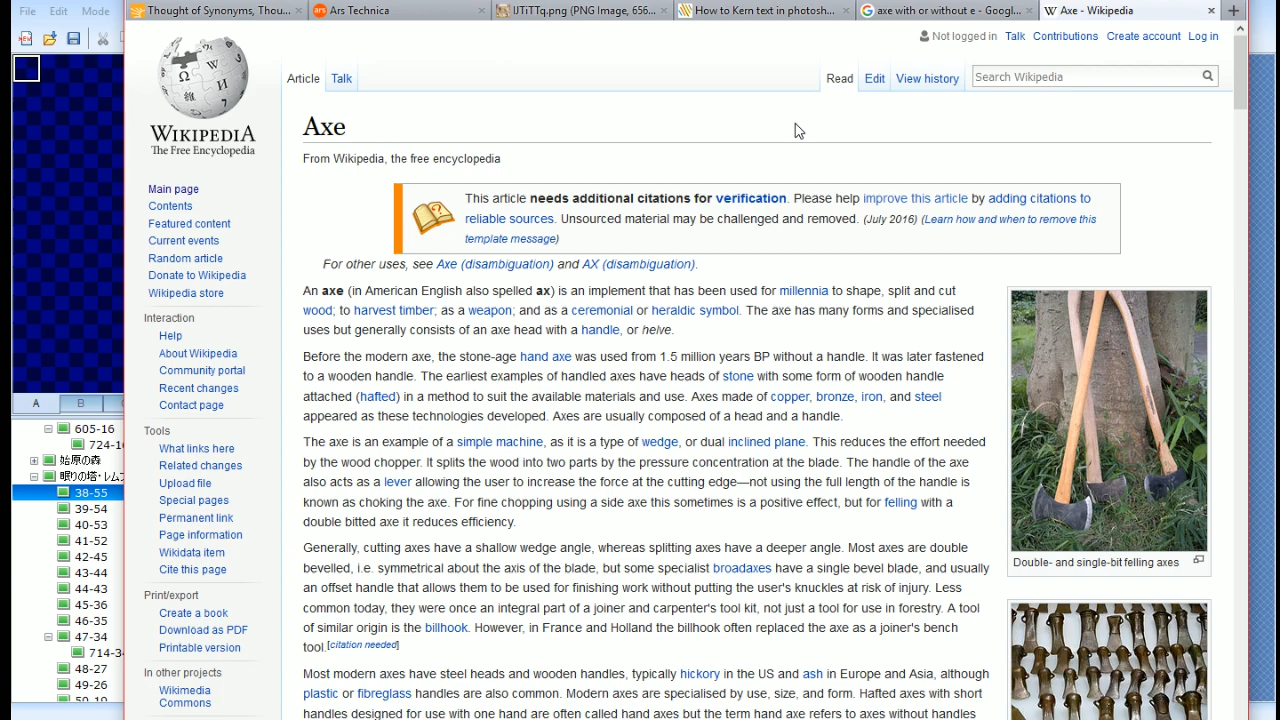 File Edit Mode
A B
605-16
始原の森
38-55
39-54
40-53
41-52
42-45
43-44
44-43
45-36
46-35
47-34
48-27
49-26
Thought of Synonyms, Thou...
Ars Technica
IJTiTTq.png (PNG Image, 656...
How to Kern text in photosh...
axe with or without e - Googl...
Axe - Wikipedia
Not logged in Talk Contributions Create account Log in
Article Talk Read Edit View history Search Wikipedia
WIKIPEDIA
The Free Encyclopedia
Main page
Contents
Featured content
Current events
Random article
Donate to Wikipedia
Wikipedia store
Interaction
Help
About Wikipedia
Community portal
Recent changes
Contact page
Tools
What links here
Related changes
Upload file
Special pages
Permanent link
Page information
Wikidata item
Cite this page
Print/export
Create a book
Download as PDF
Printable version
In other projects
Wikimedia
Commons
Axe
From Wikipedia, the free encyclopedia
This article needs additional citations for verification. Please help improve this article by adding citations to
reliable sources. Unsourced material may be challenged and removed. (July 2016) (Learn how and when to remove this
template message)
For other uses, see Axe (disambiguation) and AX (disambiguation).
An axe (in American English also spelled ax) is an implement that has been used for millennia to shape, split and cut
wood; to harvest timber; as a weapon; and as a ceremonial or heraldic symbol. The axe has many forms and specialised
uses but generally consists of an axe head with a handle, or helve.
Before the modern axe, the stone-age hand axe was used from 1.5 million years BP without a handle. It was later fastened
to a wooden handle. The earliest examples of handled axes have heads of stone with some form of wooden handle
attached (hafted) in a method to suit the available materials and use. Axes made of copper, bronze, iron, and steel
appeared as these technologies developed. Axes are usually composed of a head and a handle.
The axe is an example of a simple machine, as it is a type of wedge, or dual inclined plane. This reduces the effort needed
by the wood chopper. It splits the wood into two parts by the pressure concentration at the blade. The handle of the axe
also acts as a lever allowing the user to increase the force at the cutting edge—not using the full length of the handle is
known as choking the axe. For fine chopping using a side axe this sometimes is a positive effect, but for felling with a
double bitted axe it reduces efficiency.
Generally, cutting axes have a shallow wedge angle, whereas splitting axes have a deeper angle. Most axes are double
bevelled, i.e. symmetrical about the axis of the blade, but some specialist broadaxes have a single bevel blade, and usually
an offset handle that allows them to be used for finishing work without putting the user's knuckles at risk of injury. Less
common today, they were once an integral part of a joiner and carpenter's tool kit, not just a tool for use in forestry. A tool
of similar origin is the billhook. However, in France and Holland the billhook often replaced the axe as a joiner's bench
tool.[citation needed]
Most modern axes have steel heads and wooden handles, typically hickory in the US and ash in Europe and Asia, although
plastic or fibreglass handles are also common. Modern axes are specialised by use, size, and form. Hafted axes with short
handles designed for use with one hand are often called hand axes but the term hand axe refers to axes without handles
Double- and single-bit felling axes